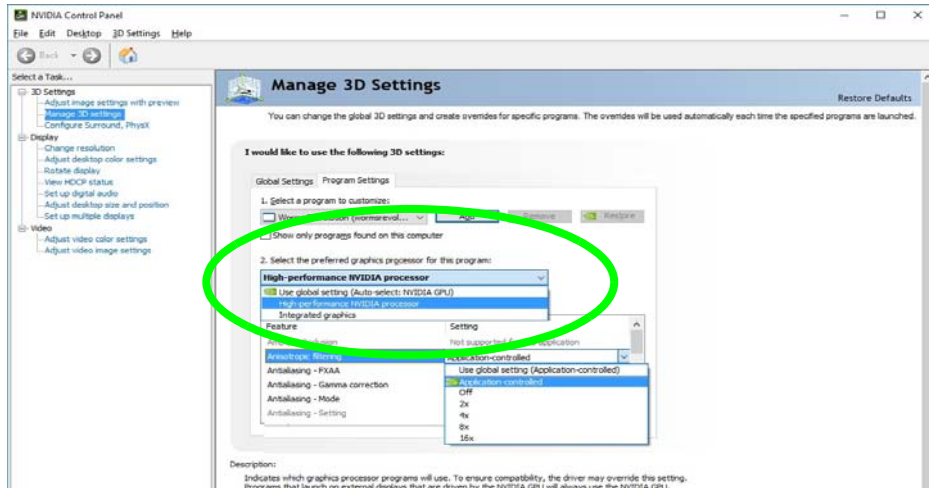 NVIDIA Control Panel
File Edit Desktop 3D Settings Help
Back
Select a Task...
3D Settings
Adjust image settings with preview
Manage 3D settings
Configure Surround, PhysX
Display
Change resolution
Adjust desktop color settings
Rotate display
View HDCP status
Set up digital audio
Adjust desktop size and position
Set up multiple displays
Video
Adjust video color settings
Adjust video image settings
Manage 3D Settings
Restore Defaults
You can change the global 3D settings and create overrides for specific programs. The overrides will be used automatically each time the specified programs are launched.
I would like to use the following 3D settings:
Global Settings Program Settings
1. Select a program to customize:
(wormsrevol... Add Remove Restore
Show only programs found on this computer
2. Select the preferred graphics processor for this program:
High-performance NVIDIA processor
Use global setting (Auto-select: NVIDIA GPU)
High-performance NVIDIA processor
Integrated graphics
Feature Setting
Not supported for this application
Anisotropic filtering Application-controlled
Antialiasing - FXAA Use global setting (Application-controlled)
Antialiasing - Gamma correction Application-controlled
Off
Antialiasing - Mode 2x
Antialiasing - Setting 4x
8x
16x
Description:
Indicates which graphics processor programs will use. To ensure compatibility, the driver may override this setting.
Programs that launch on external displays that are driven by the NVIDIA GPU will always use the NVIDIA GPU.